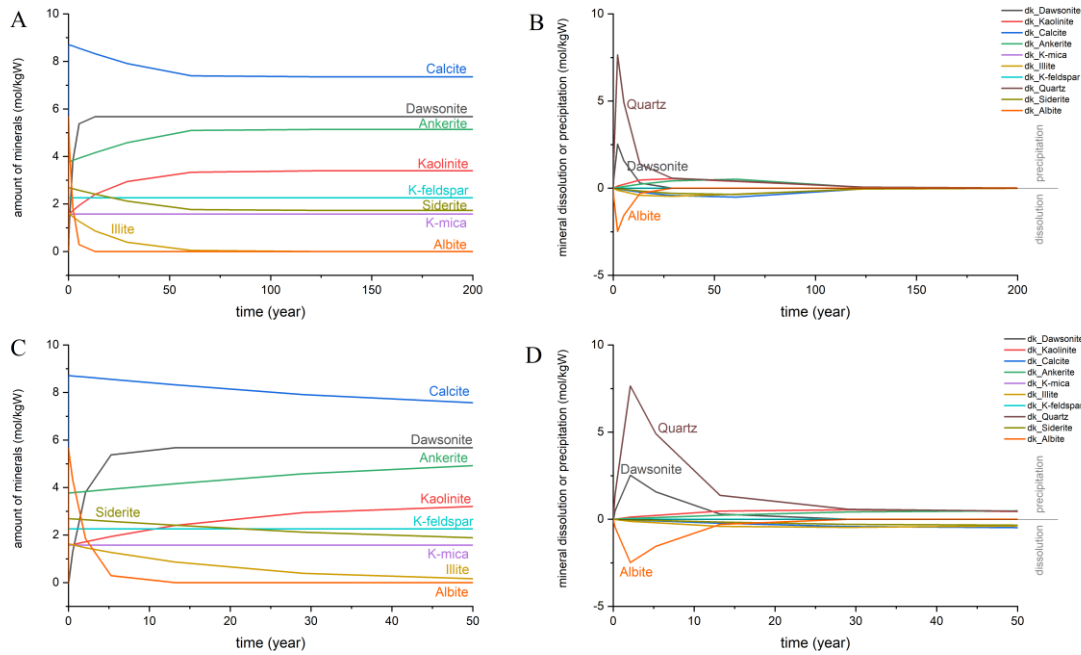 A
amount of minerals (mol/kgW)
10
8
6
4
2
0
Calcite
Dawsonite
Ankerite
Kaolinite
K-feldspar
Siderite
K-mica
Illite
Albite
0
50
100
150
200
time (year)
B
mineral dissolution or precipitation (mol/kgW)
10
5
0
-5
Quartz
Dawsonite
Albite
dk_Dawsonite
dk_Kaolinite
dk_Calcite
dk_Ankerite
dk_K-mica
dk_Illite
dk_K-feldspar
dk_Quartz
dk_Siderite
dk_Albite
precipitation
dissolution
0
50
100
150
200
time (year)
C
amount of minerals (mol/kgW)
10
8
6
4
2
0
Calcite
Dawsonite
Ankerite
Kaolinite
Siderite
K-feldspar
K-mica
Illite
Albite
0
10
20
30
40
50
time (year)
D
mineral dissolution or precipitation (mol/kgW)
10
5
0
-5
Quartz
Dawsonite
Albite
dk_Dawsonite
dk_Kaolinite
dk_Calcite
dk_Ankerite
dk_K-mica
dk_Illite
dk_K-feldspar
dk_Quartz
dk_Siderite
dk_Albite
precipitation
dissolution
0
10
20
30
40
50
time (year)